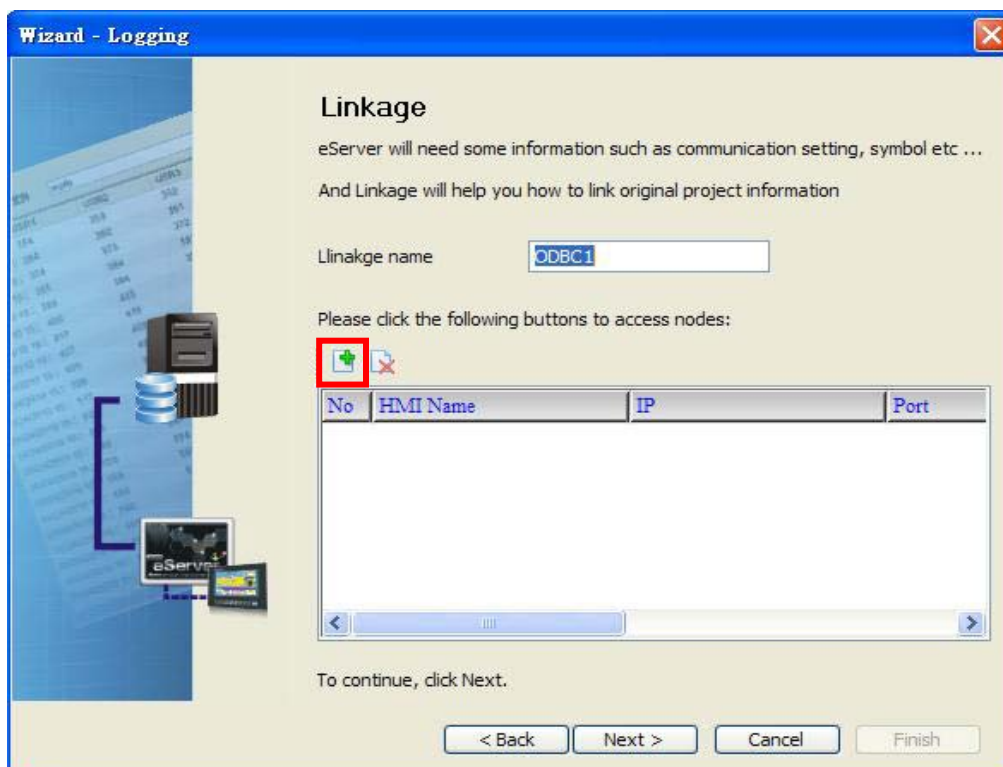 Wizard - Logging
Linkage
eServer will need some information such as communication setting, symbol etc ...
And Linkage will help you how to link original project information
Llinakge name
ODBC1
Please click the following buttons to access nodes:
No HMI Name IP Port
eServer
To continue, click Next.
< Back Next > Cancel Finish